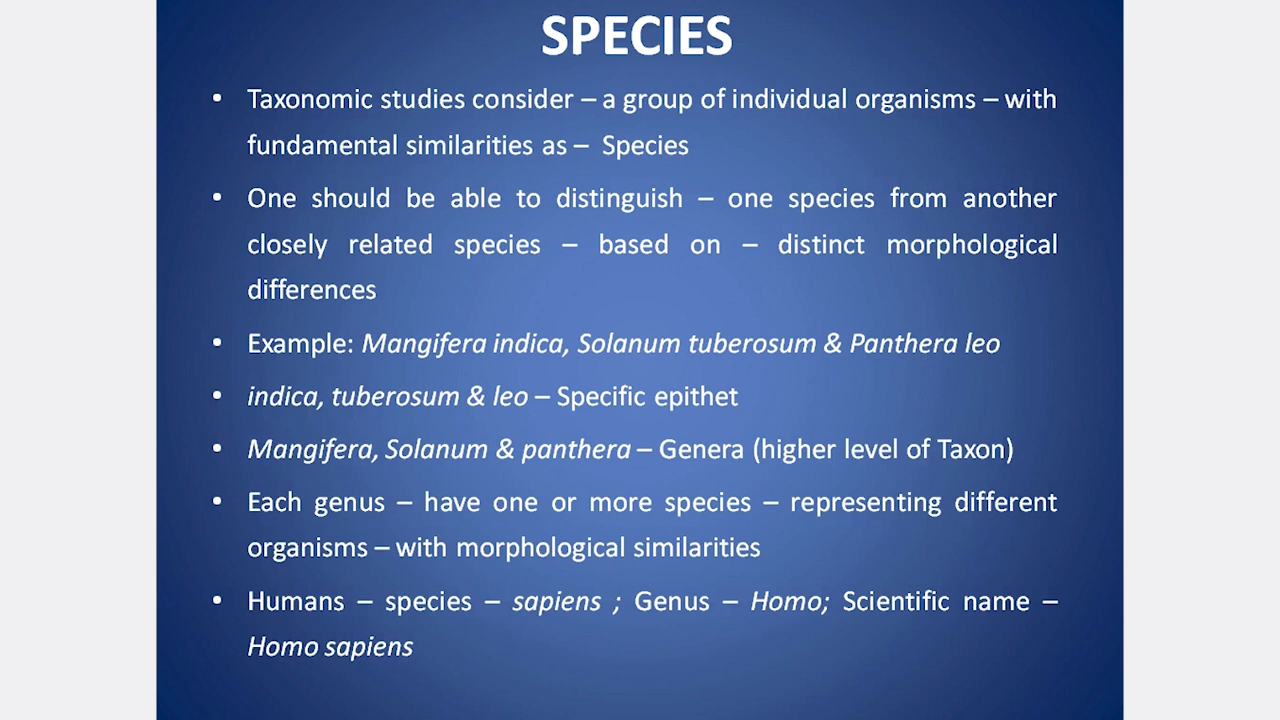 SPECIES
• Taxonomic studies consider – a group of individual organisms – with
fundamental similarities as – Species
• One should be able to distinguish – one species from another
closely related species – based on – distinct morphological
differences
• Example: Mangifera indica, Solanum tuberosum & Panthera leo
• indica, tuberosum & leo – Specific epithet
• Mangifera, Solanum & panthera – Genera (higher level of Taxon)
• Each genus – have one or more species – representing different
organisms – with morphological similarities
• Humans – species – sapiens ; Genus – Homo; Scientific name –
Homo sapiens